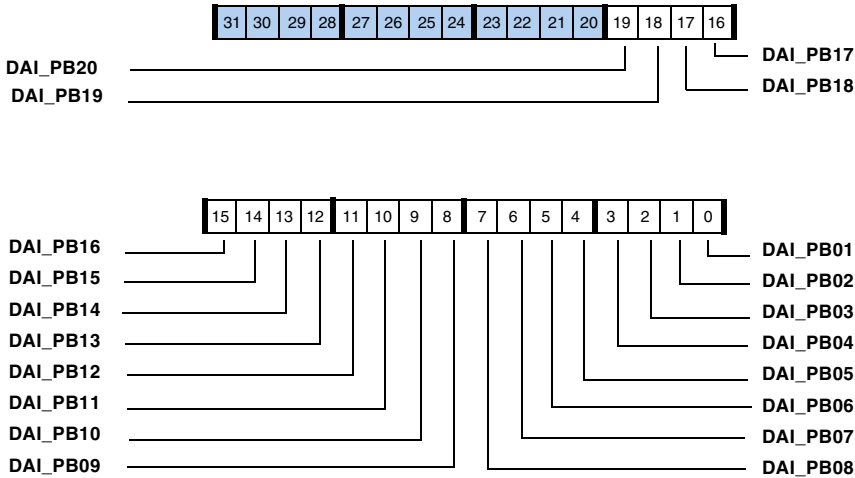 31 30 29 28 27 26 25 24 23 22 21 20 19 18 17 16
DAI_PB20
DAI_PB19
DAI_PB17
DAI_PB18
15 14 13 12 11 10 9 8 7 6 5 4 3 2 1 0
DAI_PB16
DAI_PB15
DAI_PB14
DAI_PB13
DAI_PB12
DAI_PB11
DAI_PB10
DAI_PB09
DAI_PB01
DAI_PB02
DAI_PB03
DAI_PB04
DAI_PB05
DAI_PB06
DAI_PB07
DAI_PB08